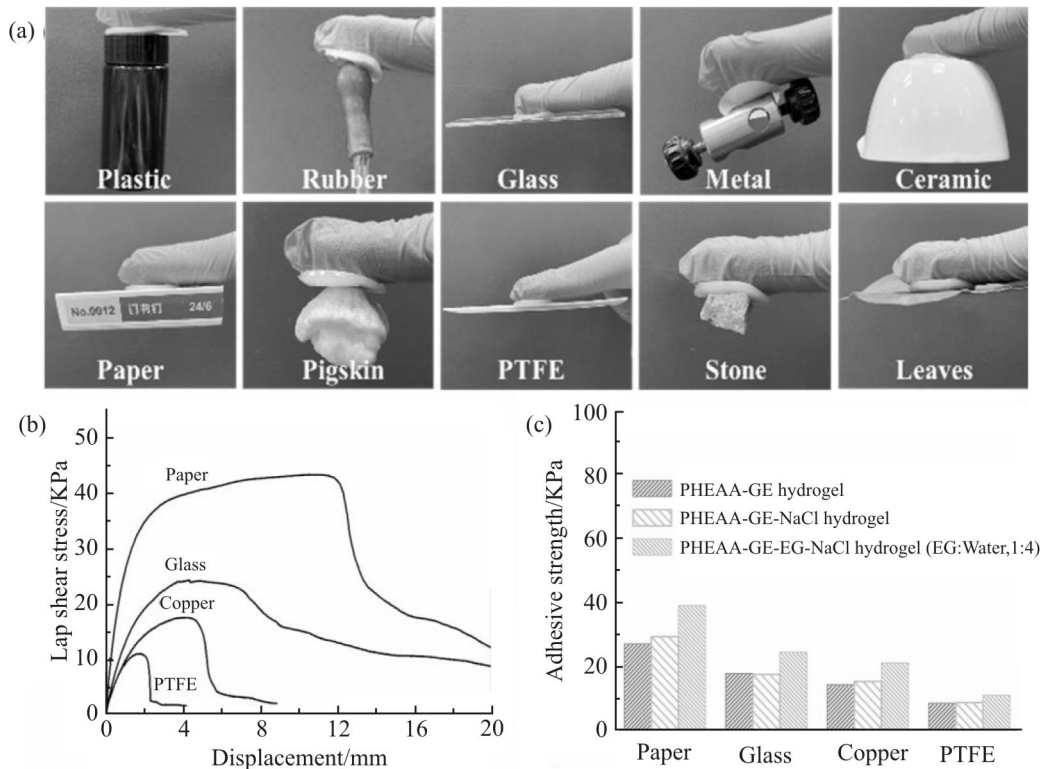 (a)
Plastic
Rubber
Glass
Metal
Ceramic
No.0012 订书钉 24/6
Paper
Pigskin
PTFE
Stone
Leaves
(b)
Lap shear stress/KPa
50
40
30
20
10
0
Paper
Glass
Copper
PTFE
0 4 8 12 16 20
Displacement/mm
(c)
Adhesive strength/KPa
100
80
60
40
20
0
PHEAA-GE hydrogel
PHEAA-GE-NaCl hydrogel
PHEAA-GE-EG-NaCl hydrogel (EG:Water,1:4)
Paper Glass Copper PTFE